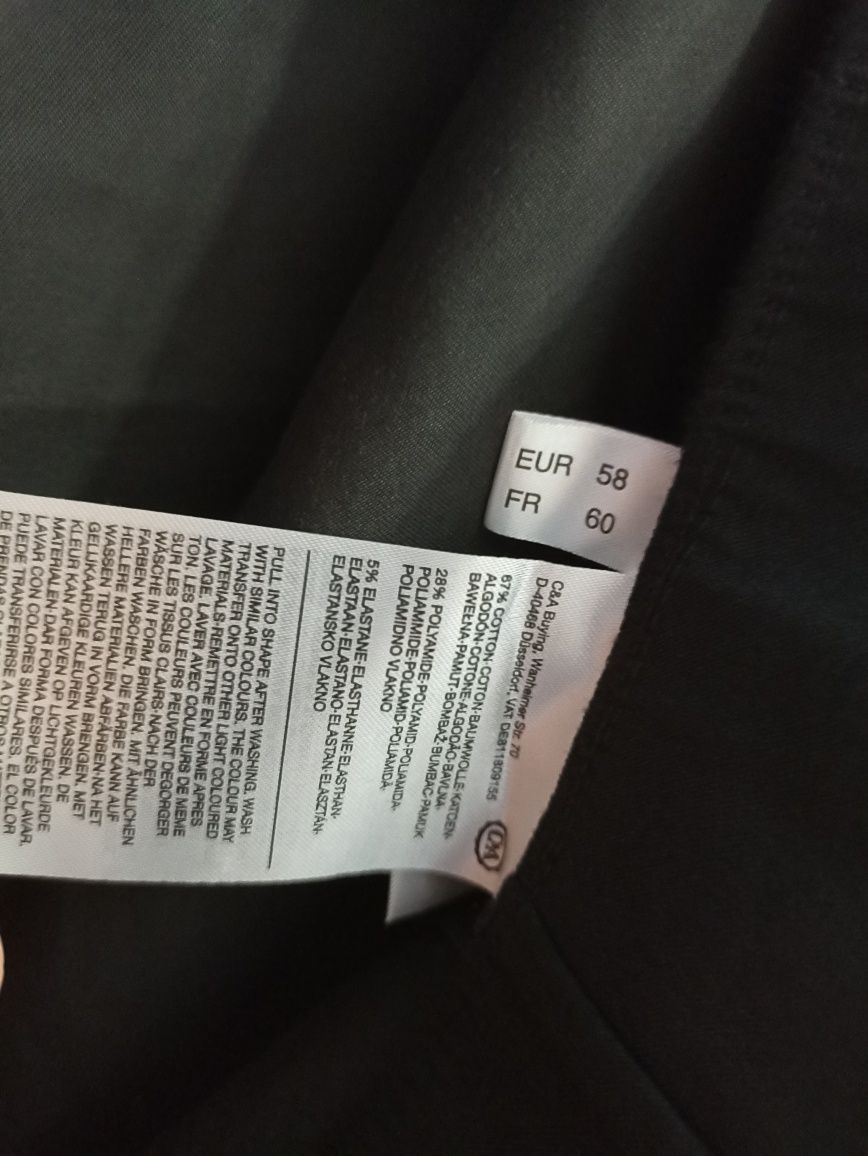 EUR 58
FR 60
C&A Buying, Wanheimer Str. 70
D-40468 Düsseldorf, VAT DE811809155
C&A
67% COTTON-COTON-BAUMWOLLE-KATOEN-
ALGODÓN-COTONE-ALGODÃO-BAVLNA-
BAWEŁNA-PAMUT-BOMBAŽ-BUMBAC-PAMUK
28% POLYAMIDE-POLYAMID-
POLIAMMIDE-POLIAMID-POLIAMIDA-
POLIAMIDNO VLAKNO
5% ELASTANE-ELASTHANNE-ELASTHAN-
ELASTAAN-ELASTANO-ELASTAN-ELASZTÁN-
ELASTANSKO VLAKNO
PULL INTO SHAPE AFTER WASHING. WASH
WITH SIMILAR COLOURS. THE COLOUR MAY
TRANSFER ONTO OTHER LIGHT COLOURED
MATERIALS-REMETTRE EN FORME APRES
LAVAGE. LAVER AVEC COULEURS DE MEME
TON. LES COULEURS PEUVENT DEGORGER
SUR LES TISSUS CLAIRS-NACH DER
WÄSCHE IN FORM BRINGEN. MIT ÄHNLICHEN
FARBEN WASCHEN. DIE FARBE KANN AUF
HELLERE MATERIALIEN ABFÄRBEN-NA HET
WASSEN TERUG IN VORM BRENGEN. MET
GELIJKAARDIGE KLEUREN WASSEN. DE
KLEUR KAN AFGEVEN OP LICHTGEKLEURDE
MATERIALEN-DAR FORMA DESPUÉS DE LAVAR.
LAVAR CON COLORES SIMILARES. EL COLOR
PUEDE TRANSFERIRSE A OTROS
DE PRENDAS